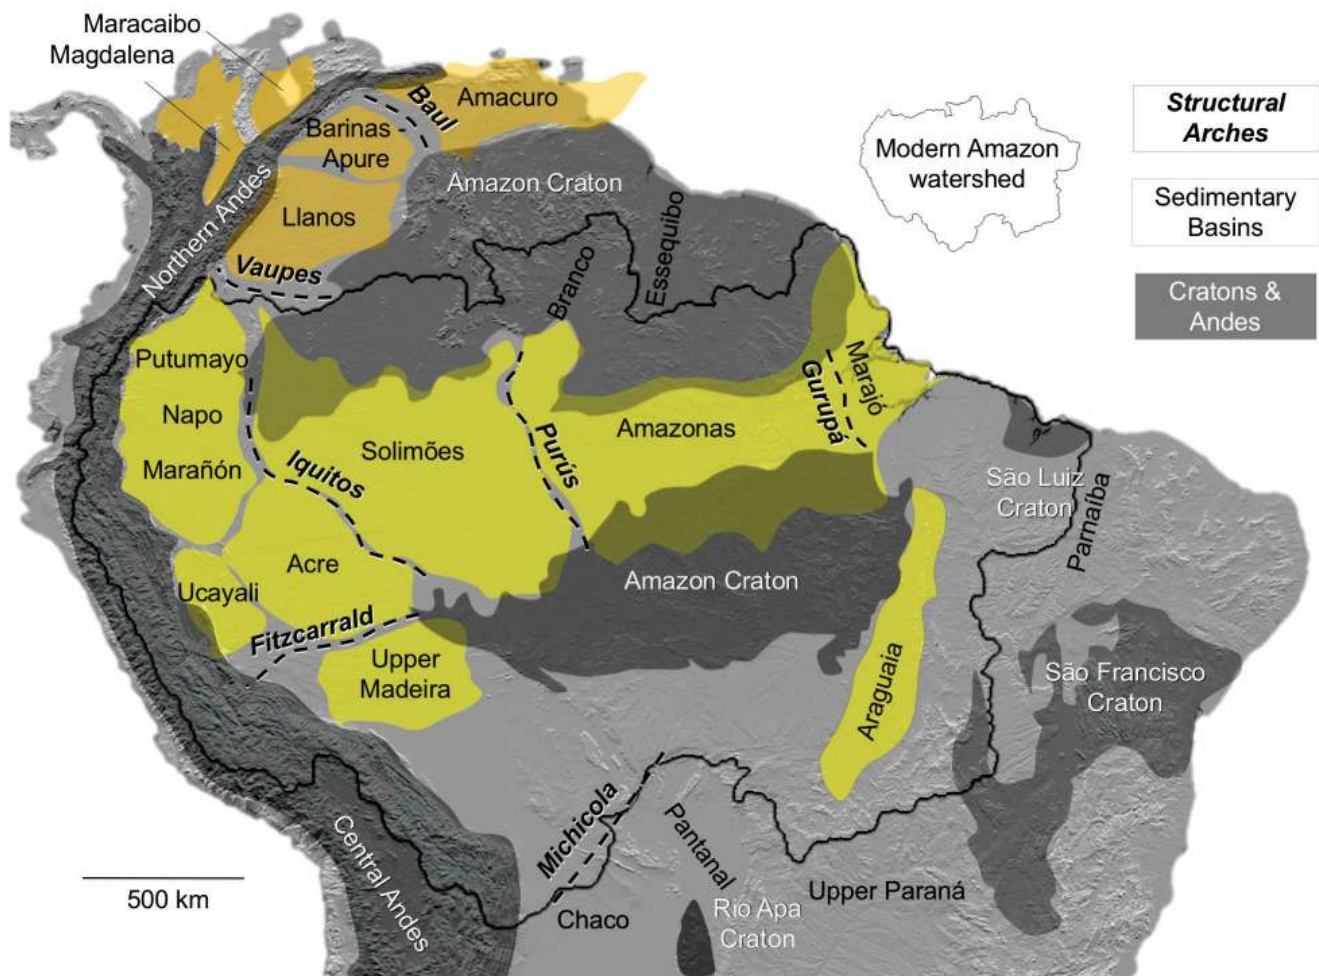 Maracaibo
Magdalena
Baul
Amacuro
Barinas -
Apure
Amazon Craton
Northern Andes
Llanos
Vaupes
Essequibo
Branco
Modern Amazon
watershed
Structural
Arches
Sedimentary
Basins
Cratons &
Andes
Putumayo
Napo
Marañón
Iquitos
Solimões
Purús
Amazonas
Gurupá
Marajó
São Luiz
Craton
Parnaíba
Acre
Ucayali
Fitzcarrald
Upper
Madeira
Amazon Craton
Araguaia
São Francisco
Craton
Central Andes
Michicola
Pantanal
Chaco
Rio Apa
Craton
Upper Paraná
500 km